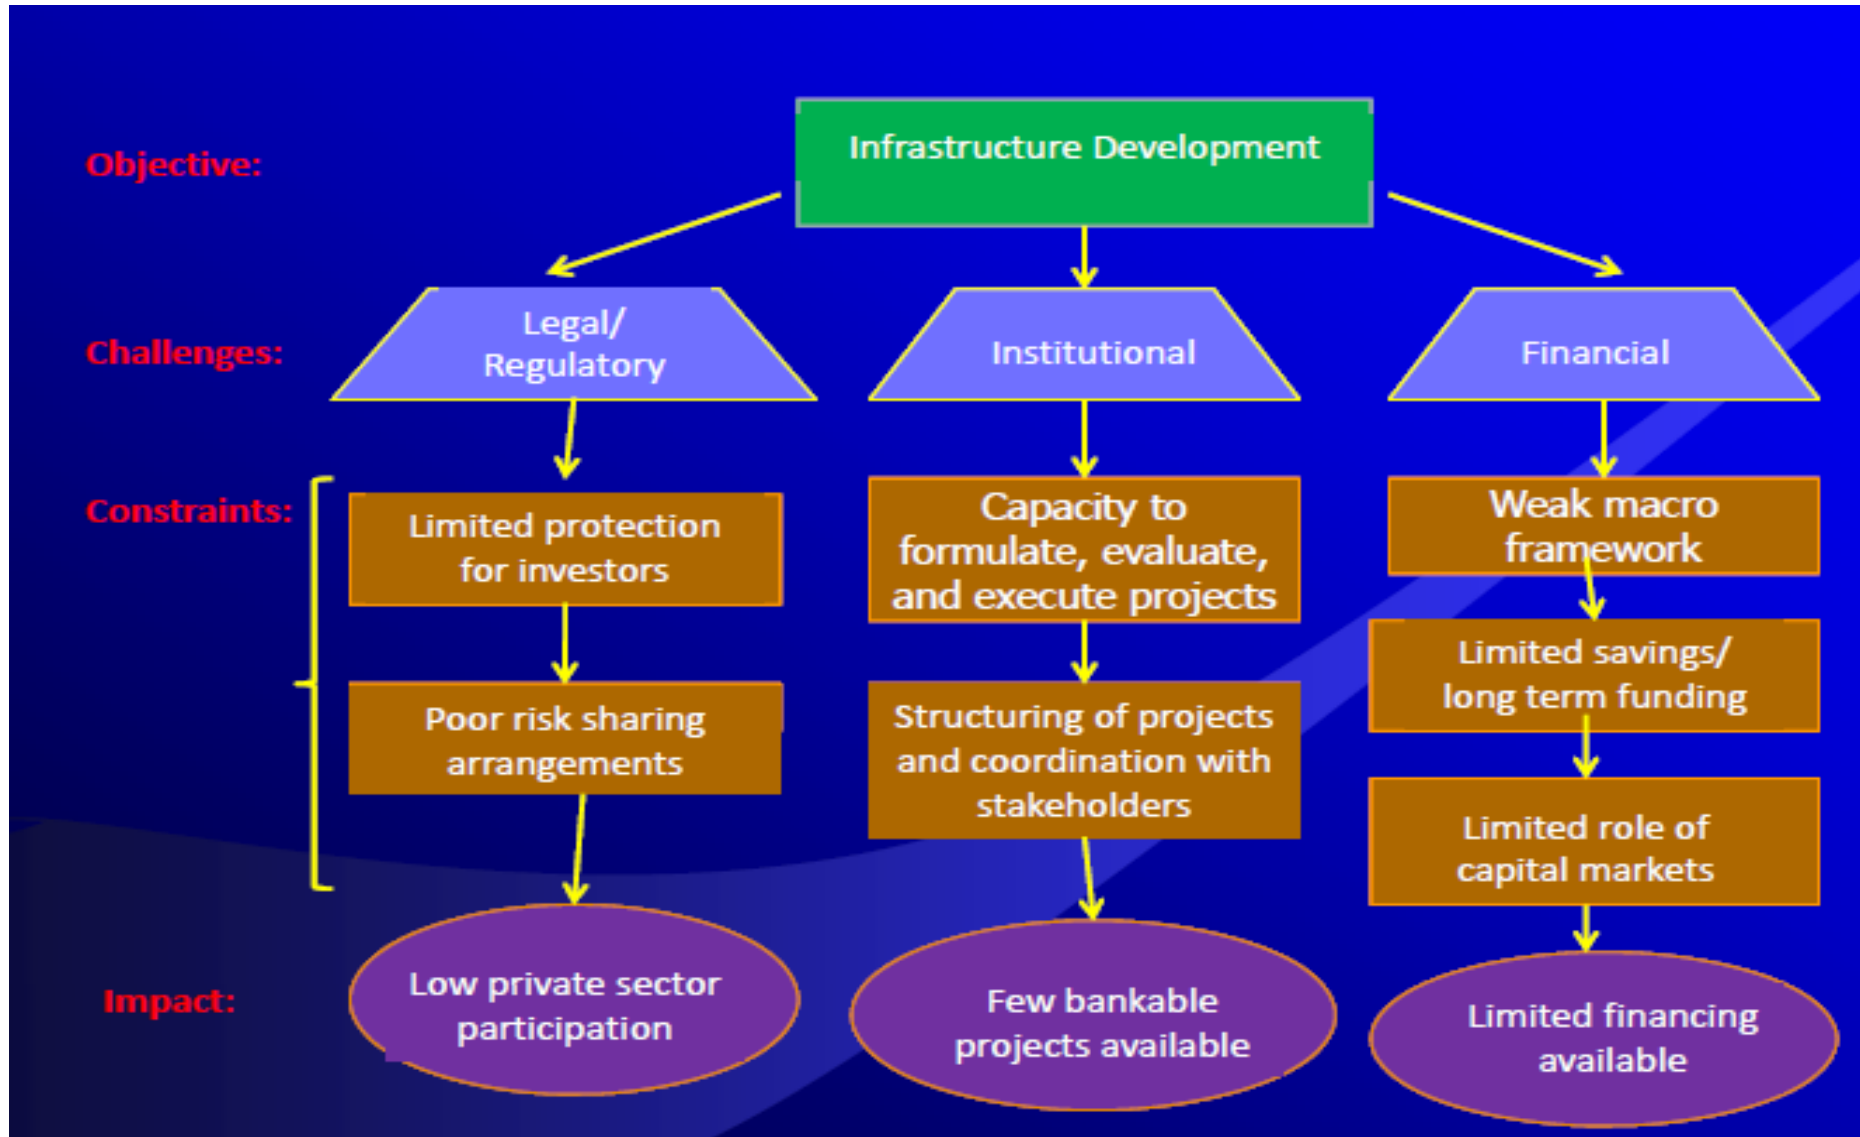 Objective:
Infrastructure Development
Challenges:
Legal/
Regulatory
Institutional
Financial
Constraints:
Limited protection
for investors
Capacity to
formulate, evaluate,
and execute projects
Weak macro
framework
Poor risk sharing
arrangements
Structuring of projects
and coordination with
stakeholders
Limited savings/
long term funding
Limited role of
capital markets
Impact:
Low private sector
participation
Few bankable
projects available
Limited financing
available